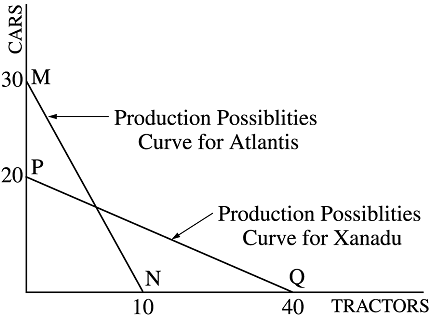 CARS
30 M
Production Possiblities
Curve for Atlantis
P
20
Production Possiblities
Curve for Xanadu
N
Q
10
40
TRACTORS